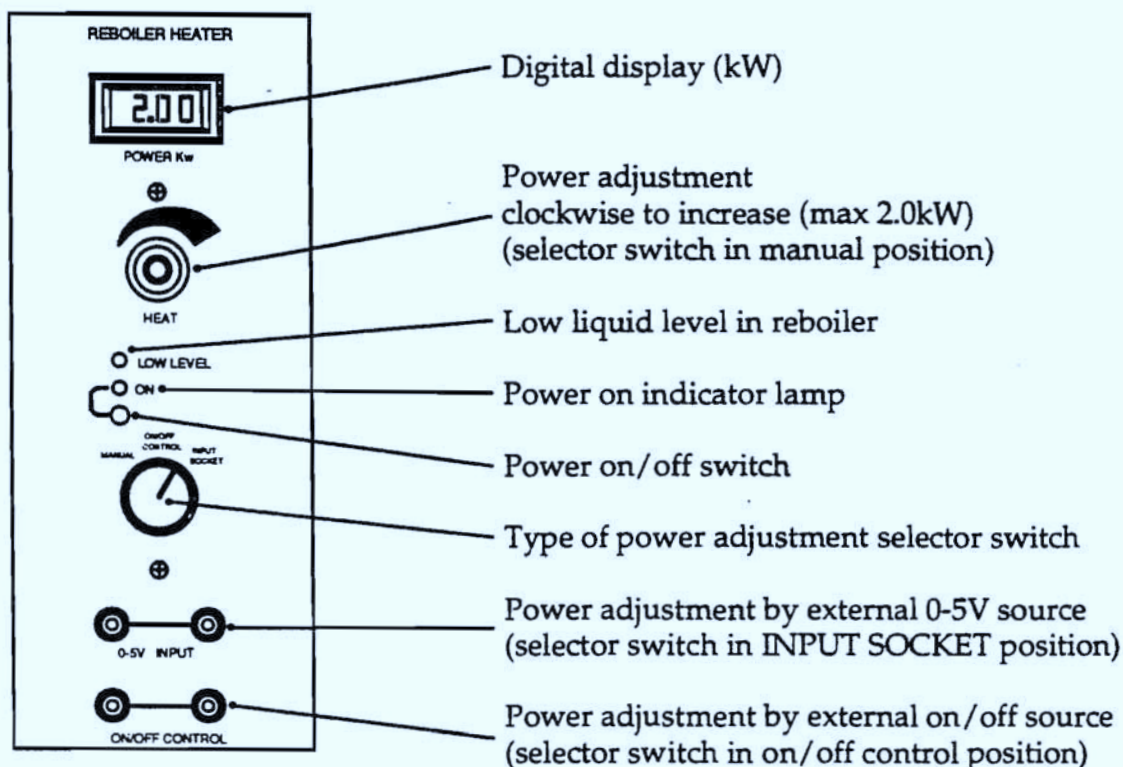 REBOILER HEATER
2.00
POWER Kw
HEAT
LOW LEVEL
ON
MANUAL
ON/OFF
CONTROL
INPUT
SOCKET
0-5V INPUT
ON/OFF CONTROL
Digital display (kW)
Power adjustment
clockwise to increase (max 2.0kW)
(selector switch in manual position)
Low liquid level in reboiler
Power on indicator lamp
Power on/off switch
Type of power adjustment selector switch
Power adjustment by external 0-5V source
(selector switch in INPUT SOCKET position)
Power adjustment by external on/off source
(selector switch in on/off control position)